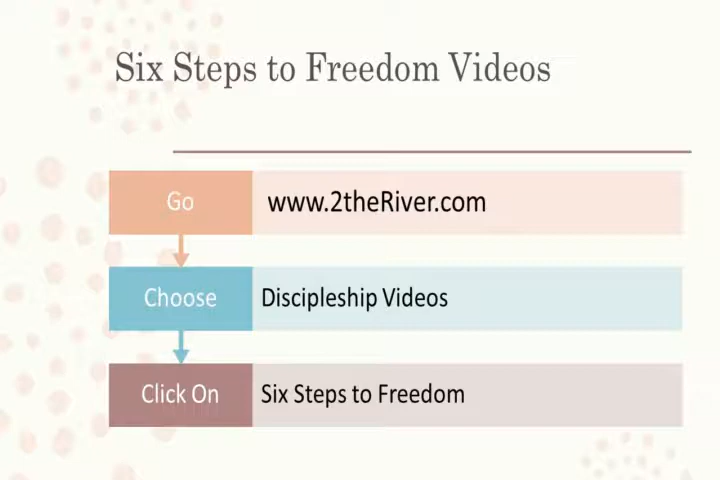 Six Steps to Freedom Videos
Go www.2theRiver.com
Choose Discipleship Videos
Click On Six Steps to Freedom